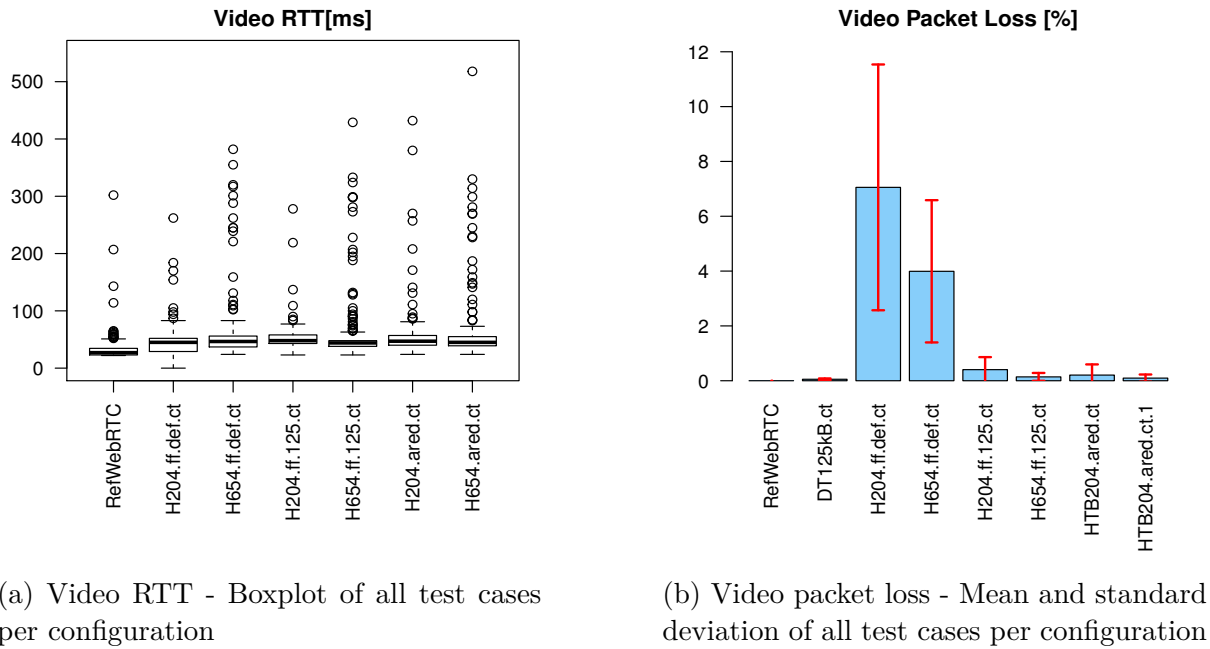 Video RTT[ms]
500
400
300
200
100
0
RefWebRTC
H204.ff.def.ct
H654.ff.def.ct
H204.ff.125.ct
H654.ff.125.ct
H204.ared.ct
H654.ared.ct
(a) Video RTT - Boxplot of all test cases
per configuration
Video Packet Loss [%]
12
10
8
6
4
2
0
RefWebRTC
DT125kB.ct
H204.ff.def.ct
H654.ff.def.ct
H204.ff.125.ct
H654.ff.125.ct
HTB204.ared.ct
HTB204.ared.ct.1
(b) Video packet loss - Mean and standard
deviation of all test cases per configuration